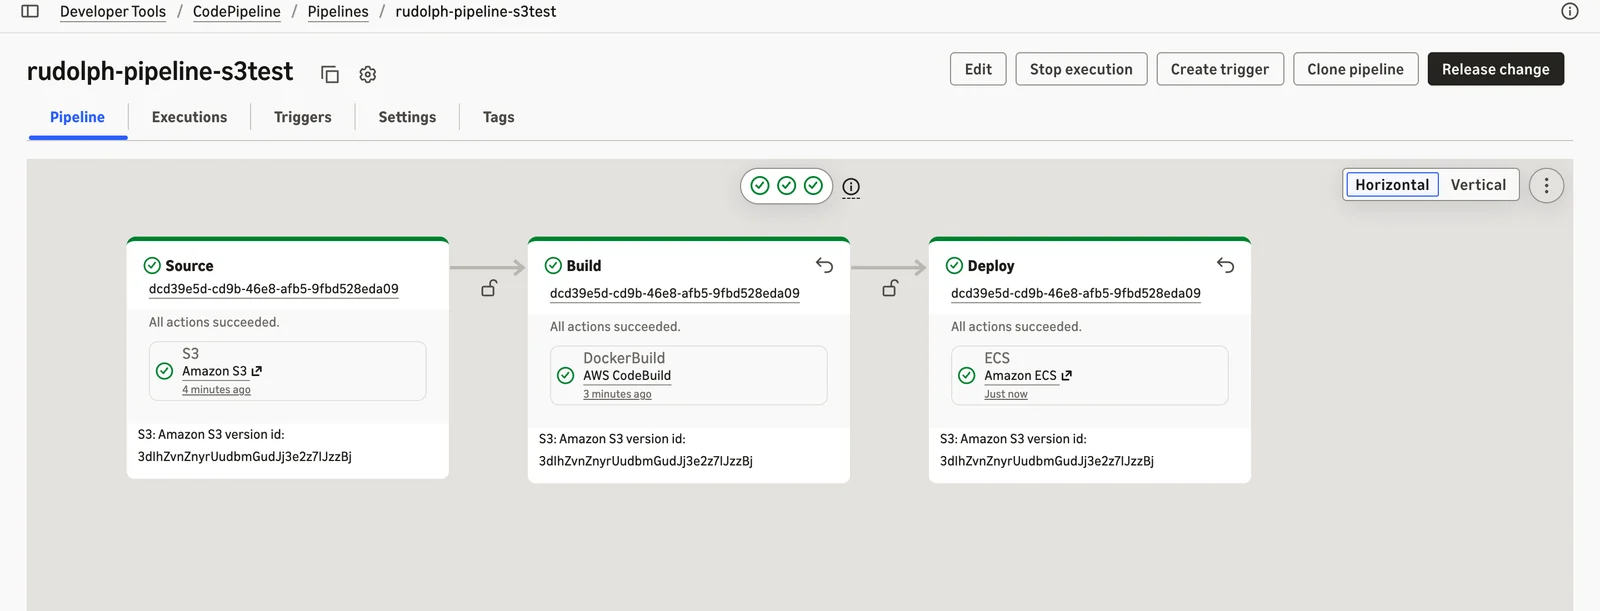 Developer Tools / CodePipeline / Pipelines / rudolph-pipeline-s3test
rudolph-pipeline-s3test
Edit
Stop execution
Create trigger
Clone pipeline
Release change
Pipeline
Executions
Triggers
Settings
Tags
Horizontal
Vertical
Source
dcd39e5d-cd9b-46e8-afb5-9fbd528eda09
All actions succeeded.
S3
Amazon S3
4 minutes ago
S3: Amazon S3 version id:
3dIhZvnZnyrUudbmGudJj3e2z7IJzzBj
Build
dcd39e5d-cd9b-46e8-afb5-9fbd528eda09
All actions succeeded.
DockerBuild
AWS CodeBuild
3 minutes ago
S3: Amazon S3 version id:
3dIhZvnZnyrUudbmGudJj3e2z7IJzzBj
Deploy
dcd39e5d-cd9b-46e8-afb5-9fbd528eda09
All actions succeeded.
ECS
Amazon ECS
Just now
S3: Amazon S3 version id:
3dIhZvnZnyrUudbmGudJj3e2z7IJzzBj